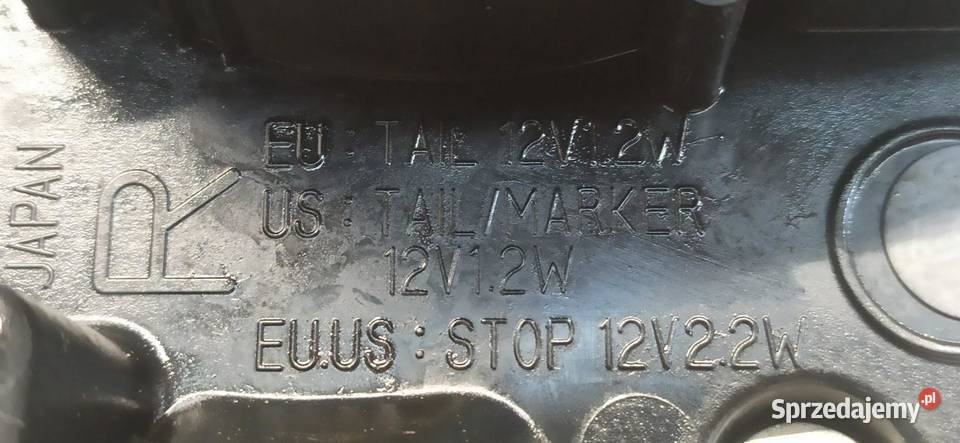 EU : TAIL 12V1.2W
US : TAIL/MARKER
12V1.2W
EU.US : STOP 12V2.2W
JAPAN
R
Sprzedajemy.pl